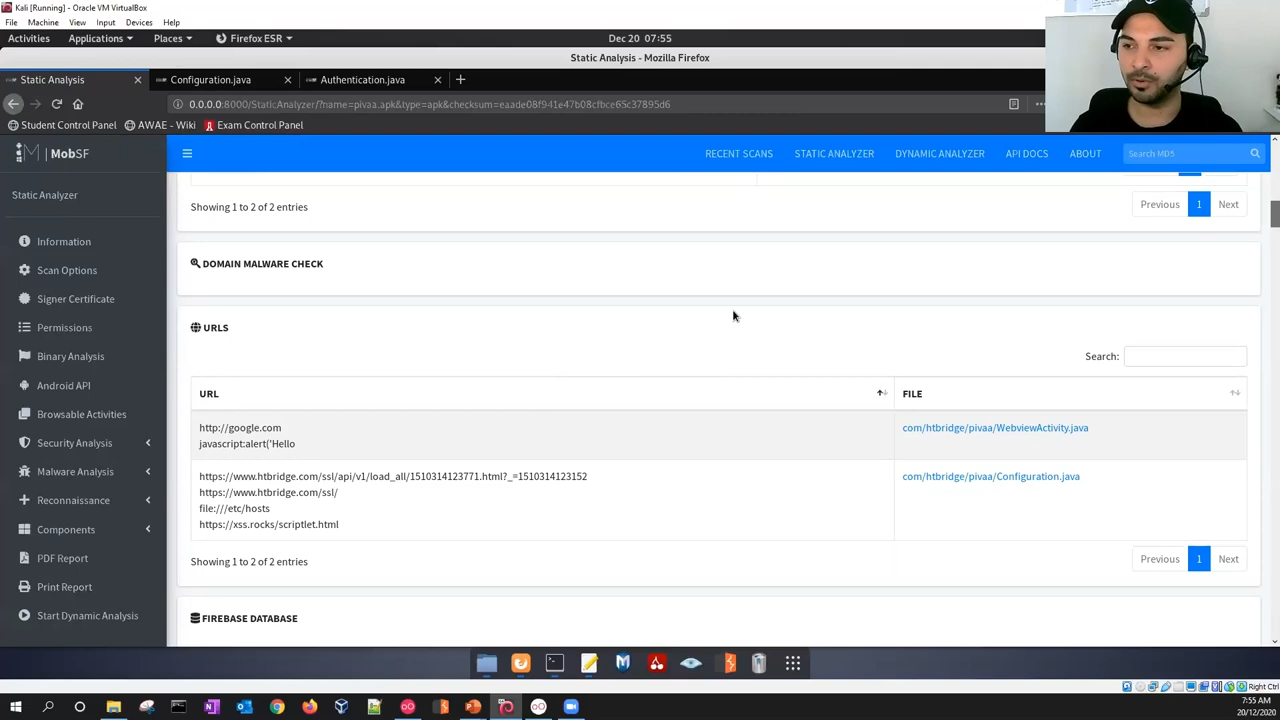 Kali [Running] - Oracle VM VirtualBox
File Machine View Input Devices Help
Activities Applications Places Firefox ESR Dec 20 07:55
Static Analysis - Mozilla Firefox
Static Analysis Configuration.java Authentication.java
0.0.0.0:8000/StaticAnalyzer/?name=pivaa.apk&type=apk&checksum=eaade08f941e47b08cfbce65c37895d6
Student Control Panel AWAE - Wiki Exam Control Panel
MobSF RECENT SCANS STATIC ANALYZER DYNAMIC ANALYZER API DOCS ABOUT Search MD5
Static Analyzer
Information
Scan Options
Signer Certificate
Permissions
Binary Analysis
Android API
Browsable Activities
Security Analysis
Malware Analysis
Reconnaissance
Components
PDF Report
Print Report
Start Dynamic Analysis
Showing 1 to 2 of 2 entries Previous 1 Next
DOMAIN MALWARE CHECK
URLS
Search:
URL FILE
http://google.com com/htbridge/pivaa/WebviewActivity.java
javascript:alert('Hello
https://www.htbridge.com/ssl/api/v1/load_all/1510314123771.html?_=1510314123152 com/htbridge/pivaa/Configuration.java
https://www.htbridge.com/ssl/
file:///etc/hosts
https://xss.rocks/scriptlet.html
Showing 1 to 2 of 2 entries Previous 1 Next
FIREBASE DATABASE
Right Ctrl
7:55 AM
20/12/2020